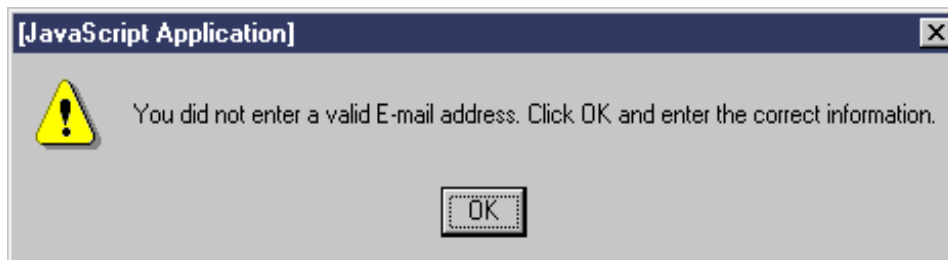 [JavaScript Application]
You did not enter a valid E-mail address. Click OK and enter the correct information.
OK